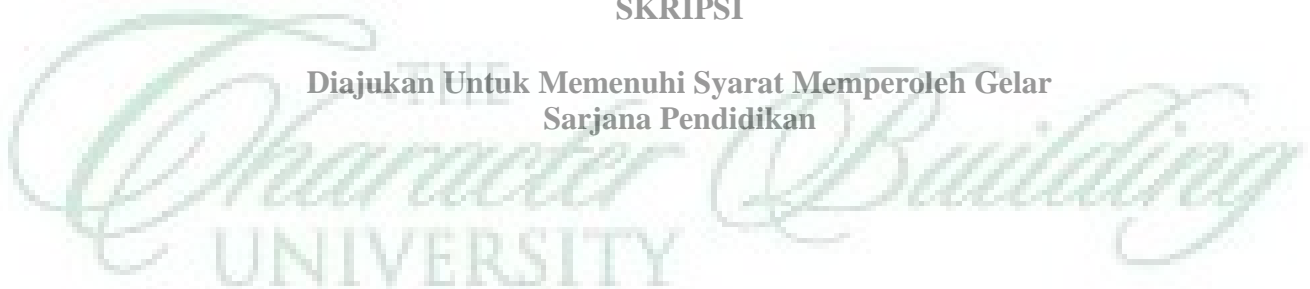 SKRIPSI
Diajukan Untuk Memenuhi Syarat Memperoleh Gelar
Sarjana Pendidikan
THE
Character Building
UNIVERSITY